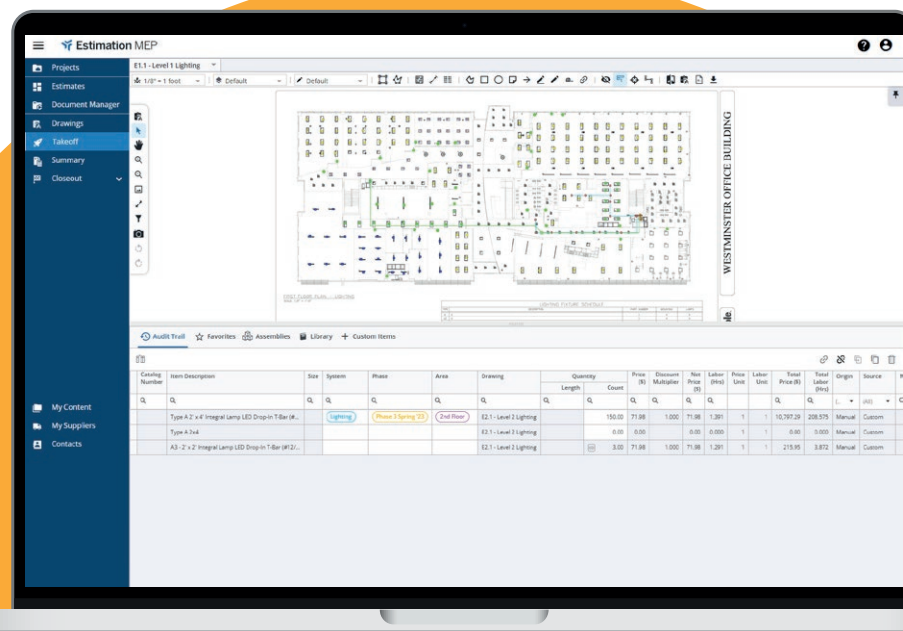 Estimation MEP
Projects
Estimates
Document Manager
Drawings
Takeoff
Summary
Closeout
My Content
My Suppliers
Contacts
E1.1 - Level 1 Lighting
1/8" = 1 foot Default Default
WESTMINSTER OFFICE BUILDING
FIRST FLOOR PLAN - LIGHTING
LIGHTING FIXTURE SCHEDULE
Audit Trail Favorites Assemblies Library Custom Items
Catalog Number Item Description Size System Phase Area Drawing Quantity Length Count Price ($) Discount Multiplier Net Price ($) Labor (Hrs) Price Unit Labor Unit Total Price ($) Total Labor (Hrs) Origin Source
(... (All)
Type A 2' x 4' Integral Lamp LED Drop-In T-Bar (#... Lighting Phase 3 Spring '23 2nd Floor E2.1 - Level 2 Lighting 150.00 71.98 1.000 71.98 1.391 1 1 10,797.29 208.575 Manual Custom
Type A 2x4 E2.1 - Level 2 Lighting 0.00 0.00 0.00 0.000 1 1 0.00 0.000 Manual Custom
A3 - 2' x 2' Integral Lamp LED Drop-In T-Bar (#12/... E2.1 - Level 2 Lighting 3.00 71.98 1.000 71.98 1.291 1 1 215.95 3.872 Manual Custom